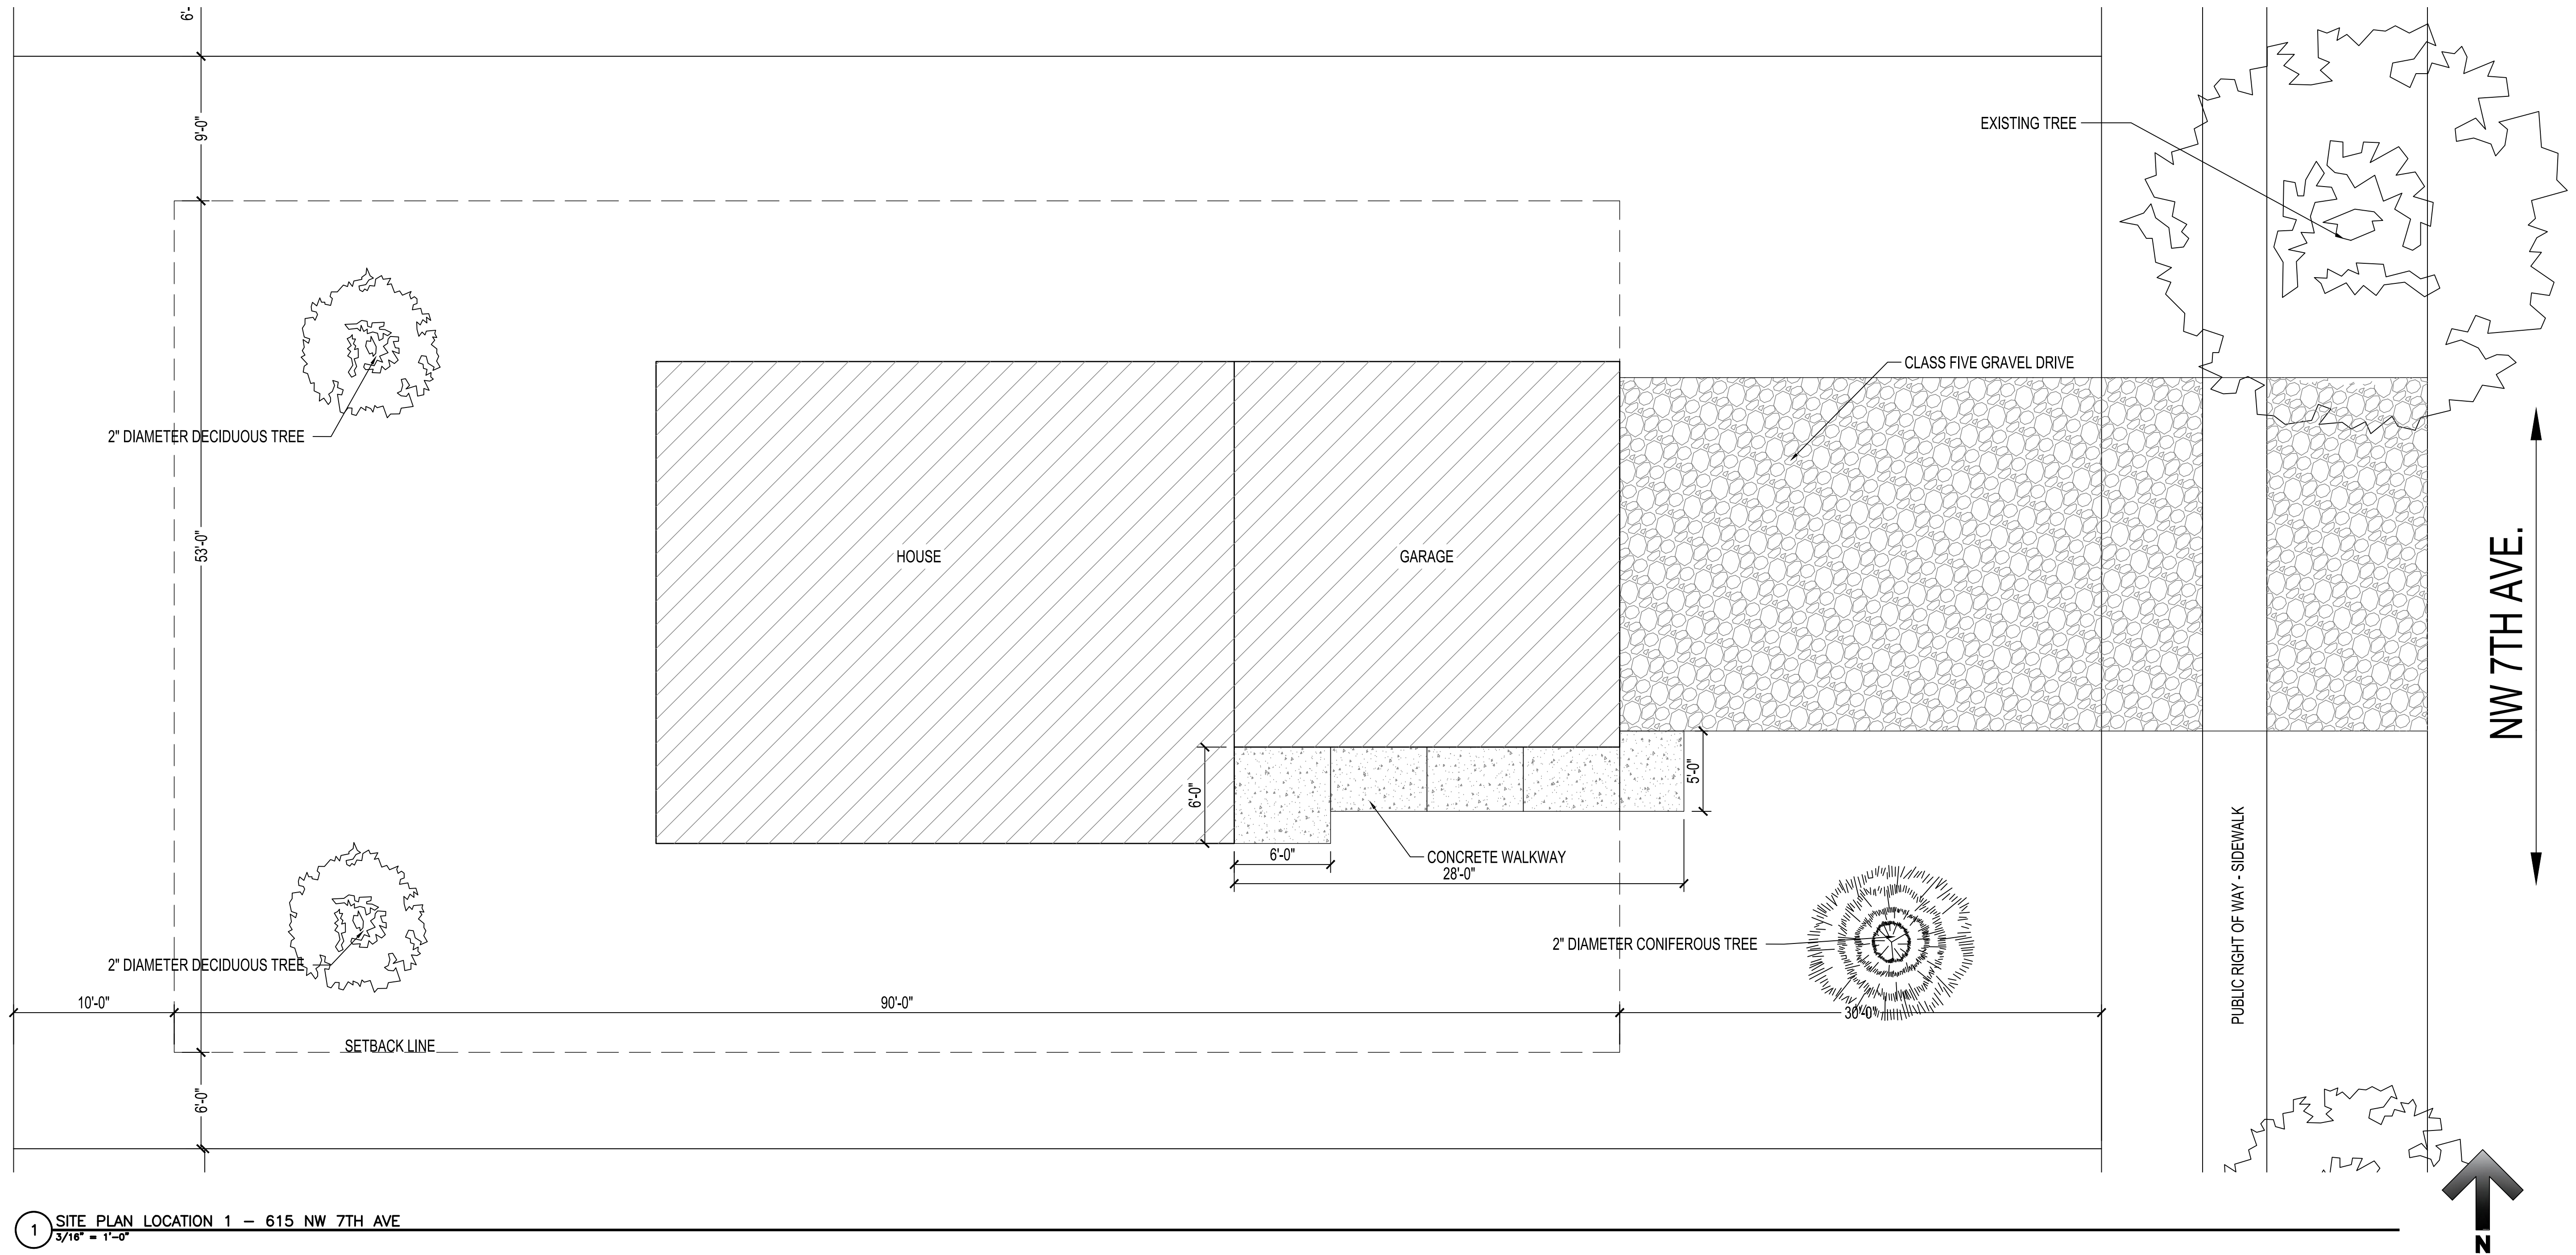 6'-
EXISTING TREE
9'-0"
CLASS FIVE GRAVEL DRIVE
2" DIAMETER DECIDUOUS TREE
53'-0"
HOUSE
GARAGE
NW 7TH AVE.
6'-0"
5'-0"
6'-0"
CONCRETE WALKWAY
28'-0"
PUBLIC RIGHT OF WAY - SIDEWALK
2" DIAMETER CONIFEROUS TREE
2" DIAMETER DECIDUOUS TREE
10'-0"
90'-0"
30'-0"
SETBACK LINE
6'-0"
1
SITE PLAN LOCATION 1 - 615 NW 7TH AVE
3/16" = 1'-0"
N